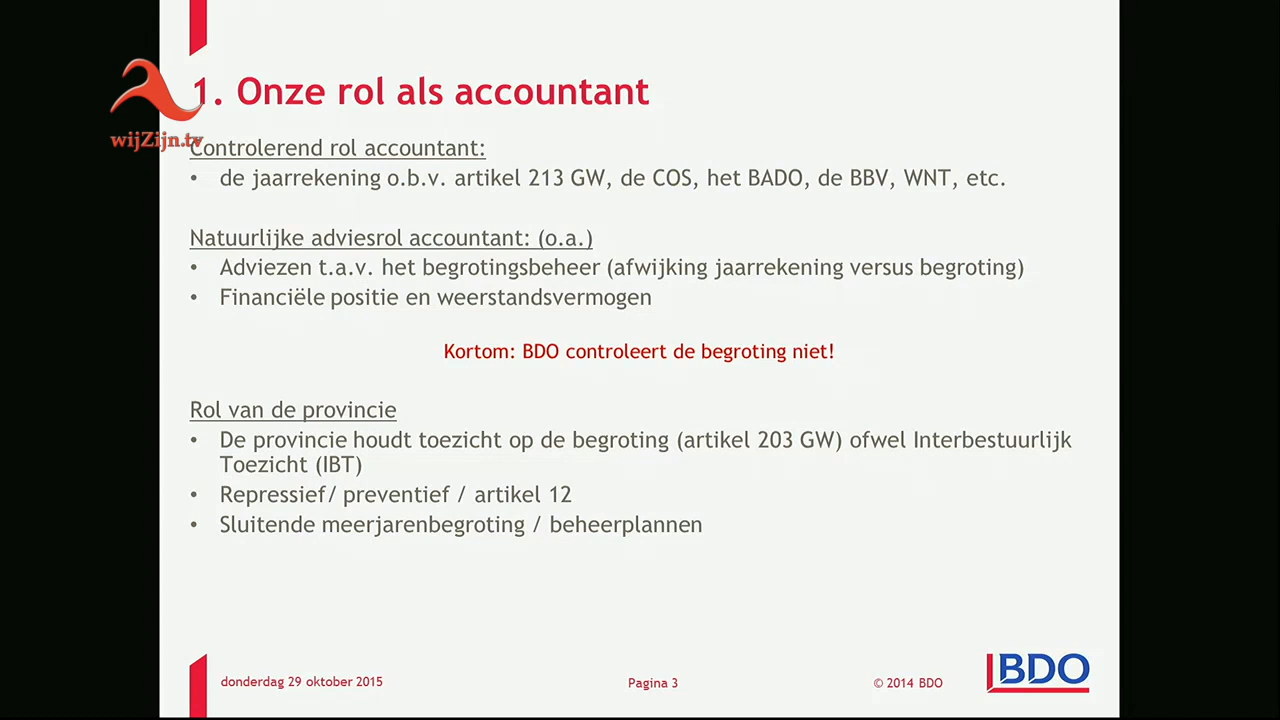 1. Onze rol als accountant
wijZijn.tv
Controlerend rol accountant:
• de jaarrekening o.b.v. artikel 213 GW, de COS, het BADO, de BBV, WNT, etc.
Natuurlijke adviesrol accountant: (o.a.)
• Adviezen t.a.v. het begrotingsbeheer (afwijking jaarrekening versus begroting)
• Financiële positie en weerstandsvermogen
Kortom: BDO controleert de begroting niet!
Rol van de provincie
• De provincie houdt toezicht op de begroting (artikel 203 GW) ofwel Interbestuurlijk
Toezicht (IBT)
• Repressief/ preventief / artikel 12
• Sluitende meerjarenbegroting / beheerplannen
donderdag 29 oktober 2015
Pagina 3
© 2014 BDO
BDO